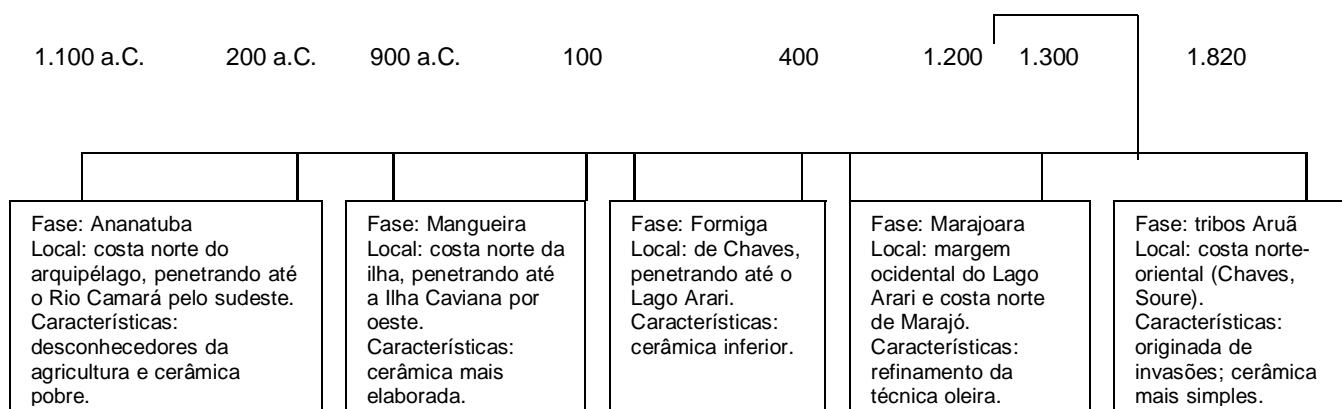 1.100 a.C. 200 a.C. 900 a.C. 100 400 1.200 1.300 1.820
Fase: Ananatuba
Local: costa norte do
arquipélago, penetrando até
o Rio Camará pelo sudeste.
Características:
desconhecedores da
agricultura e cerâmica
pobre.
Fase: Mangueira
Local: costa norte da
ilha, penetrando até
a Ilha Caviana por
oeste.
Características:
cerâmica mais
elaborada.
Fase: Formiga
Local: de Chaves,
penetrando até o
Lago Arari.
Características:
cerâmica inferior.
Fase: Marajoara
Local: margem
ocidental do Lago
Arari e costa norte
de Marajó.
Características:
refinamento da
técnica oleira.
Fase: tribos Aruã
Local: costa norte-
oriental (Chaves,
Soure).
Características:
originada de
invasões; cerâmica
mais simples.